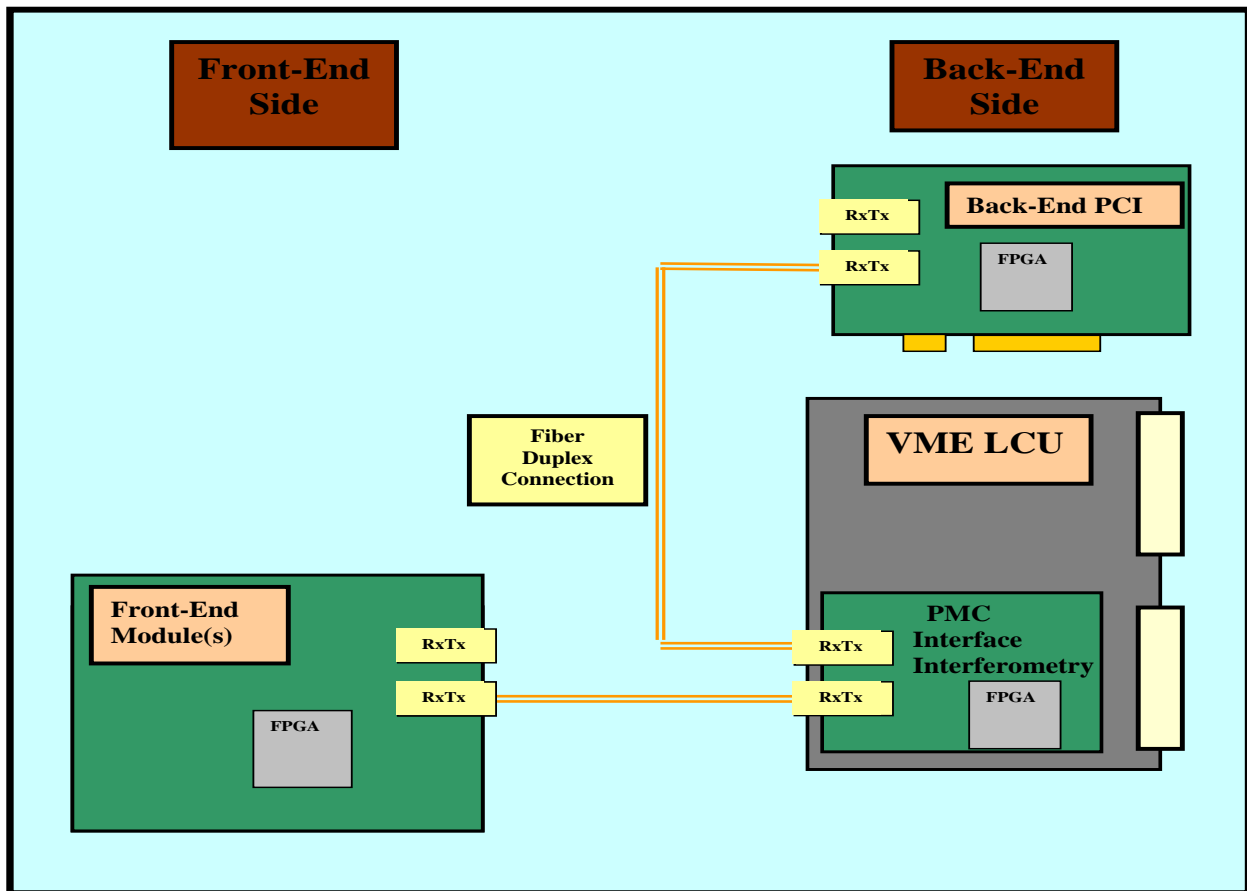 Front-End
Side
Back-End
Side
Back-End PCI
RxTx
RxTx
FPGA
Fiber
Duplex
Connection
VME LCU
Front-End
Module(s)
RxTx
RxTx
FPGA
PMC
Interface
Interferometry
RxTx
RxTx
FPGA